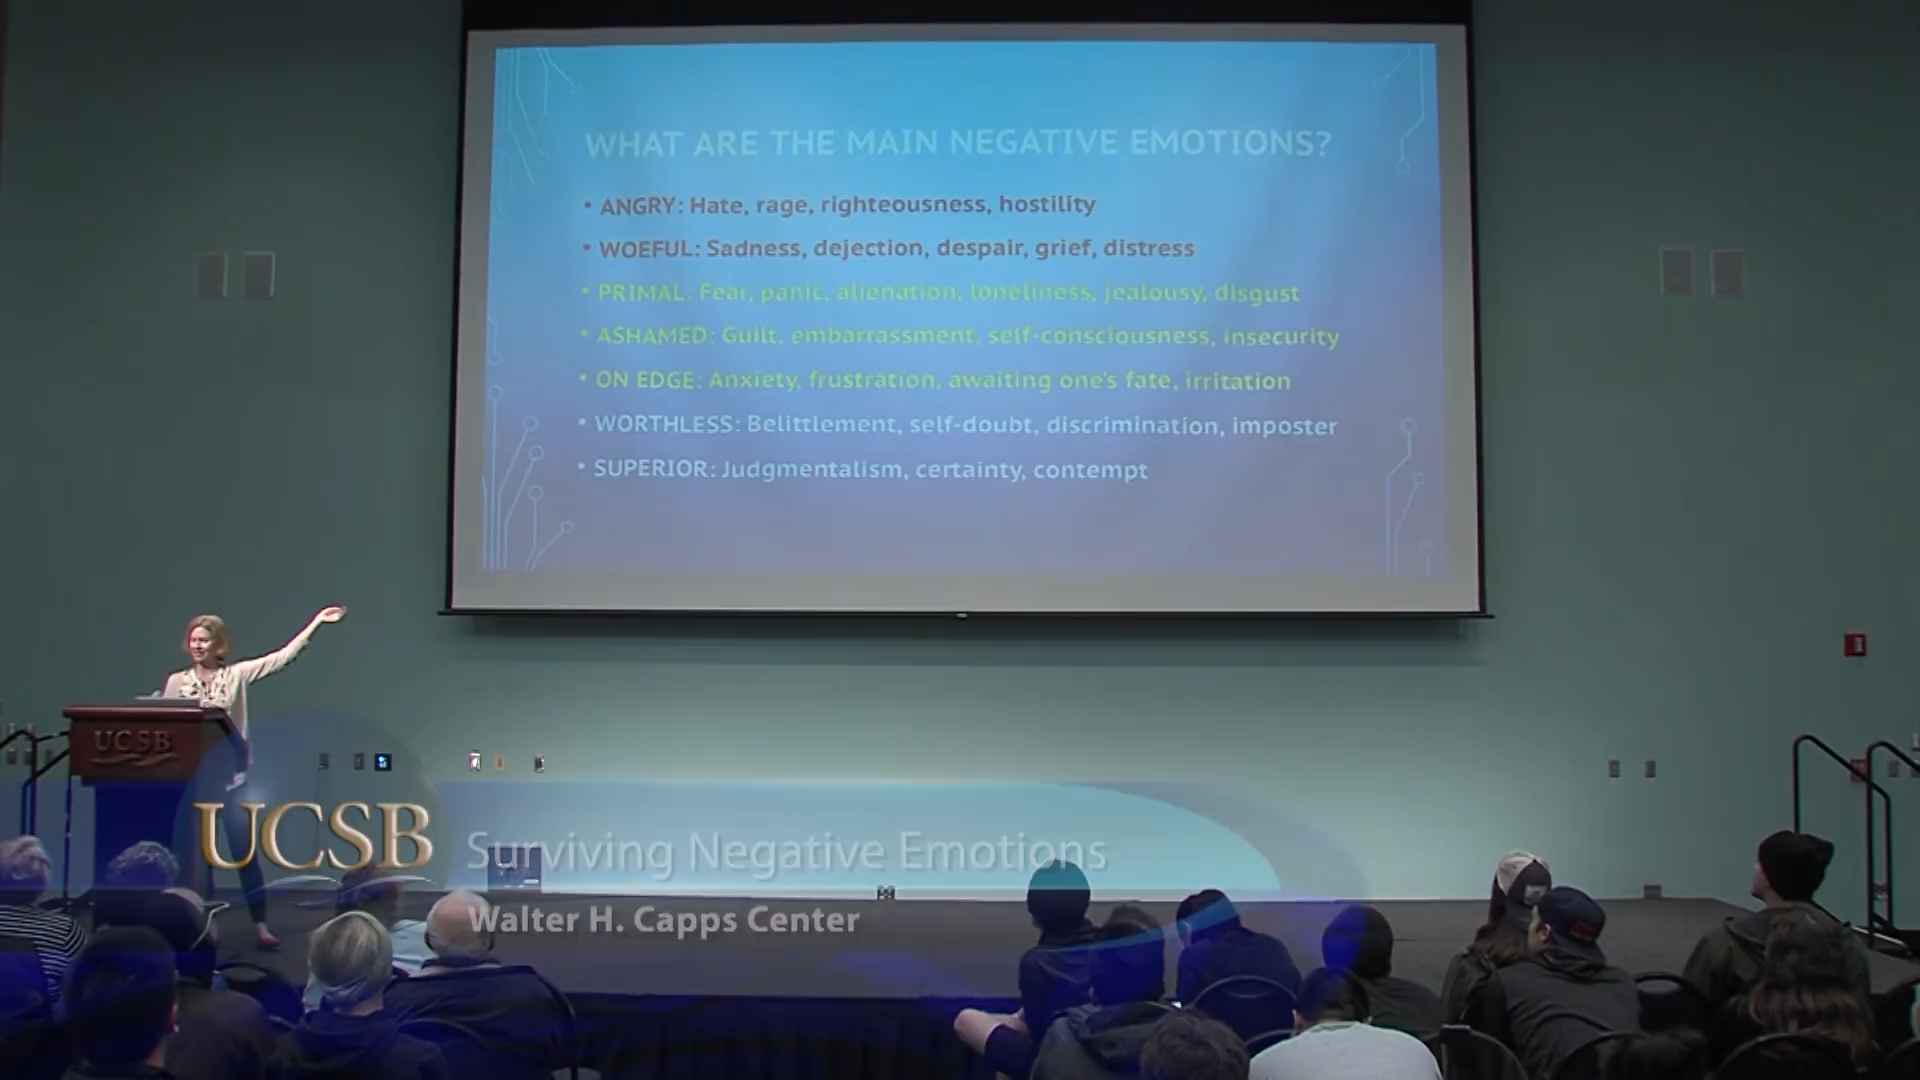 WHAT ARE THE MAIN NEGATIVE EMOTIONS?
• ANGRY: Hate, rage, righteousness, hostility
• WOEFUL: Sadness, dejection, despair, grief, distress
• PRIMAL: Fear, panic, alienation, loneliness, jealousy, disgust
• ASHAMED: Guilt, embarrassment, self-consciousness, insecurity
• ON EDGE: Anxiety, frustration, awaiting one's fate, irritation
• WORTHLESS: Belittlement, self-doubt, discrimination, imposter
• SUPERIOR: Judgmentalism, certainty, contempt
UCSB
UCSB
Surviving Negative Emotions
Walter H. Capps Center